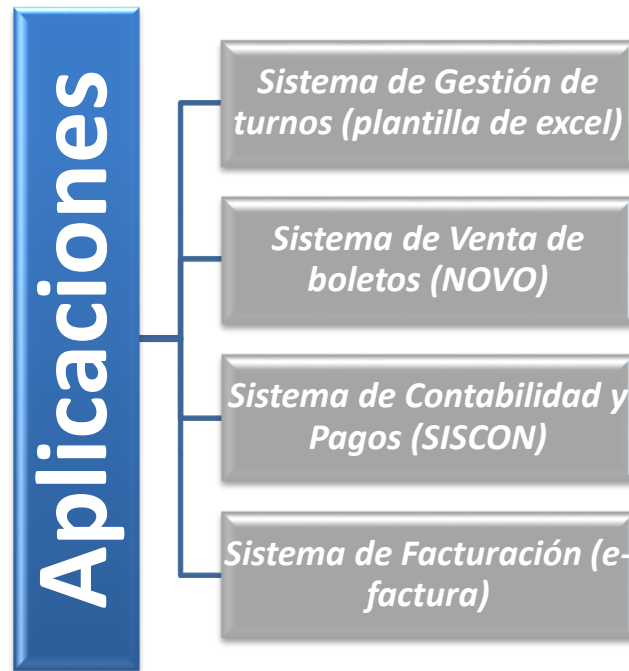 Aplicaciones
Sistema de Gestión de
turnos (plantilla de excel)
Sistema de Venta de
boletos (NOVO)
Sistema de Contabilidad y
Pagos (SISCON)
Sistema de Facturación (e-
factura)